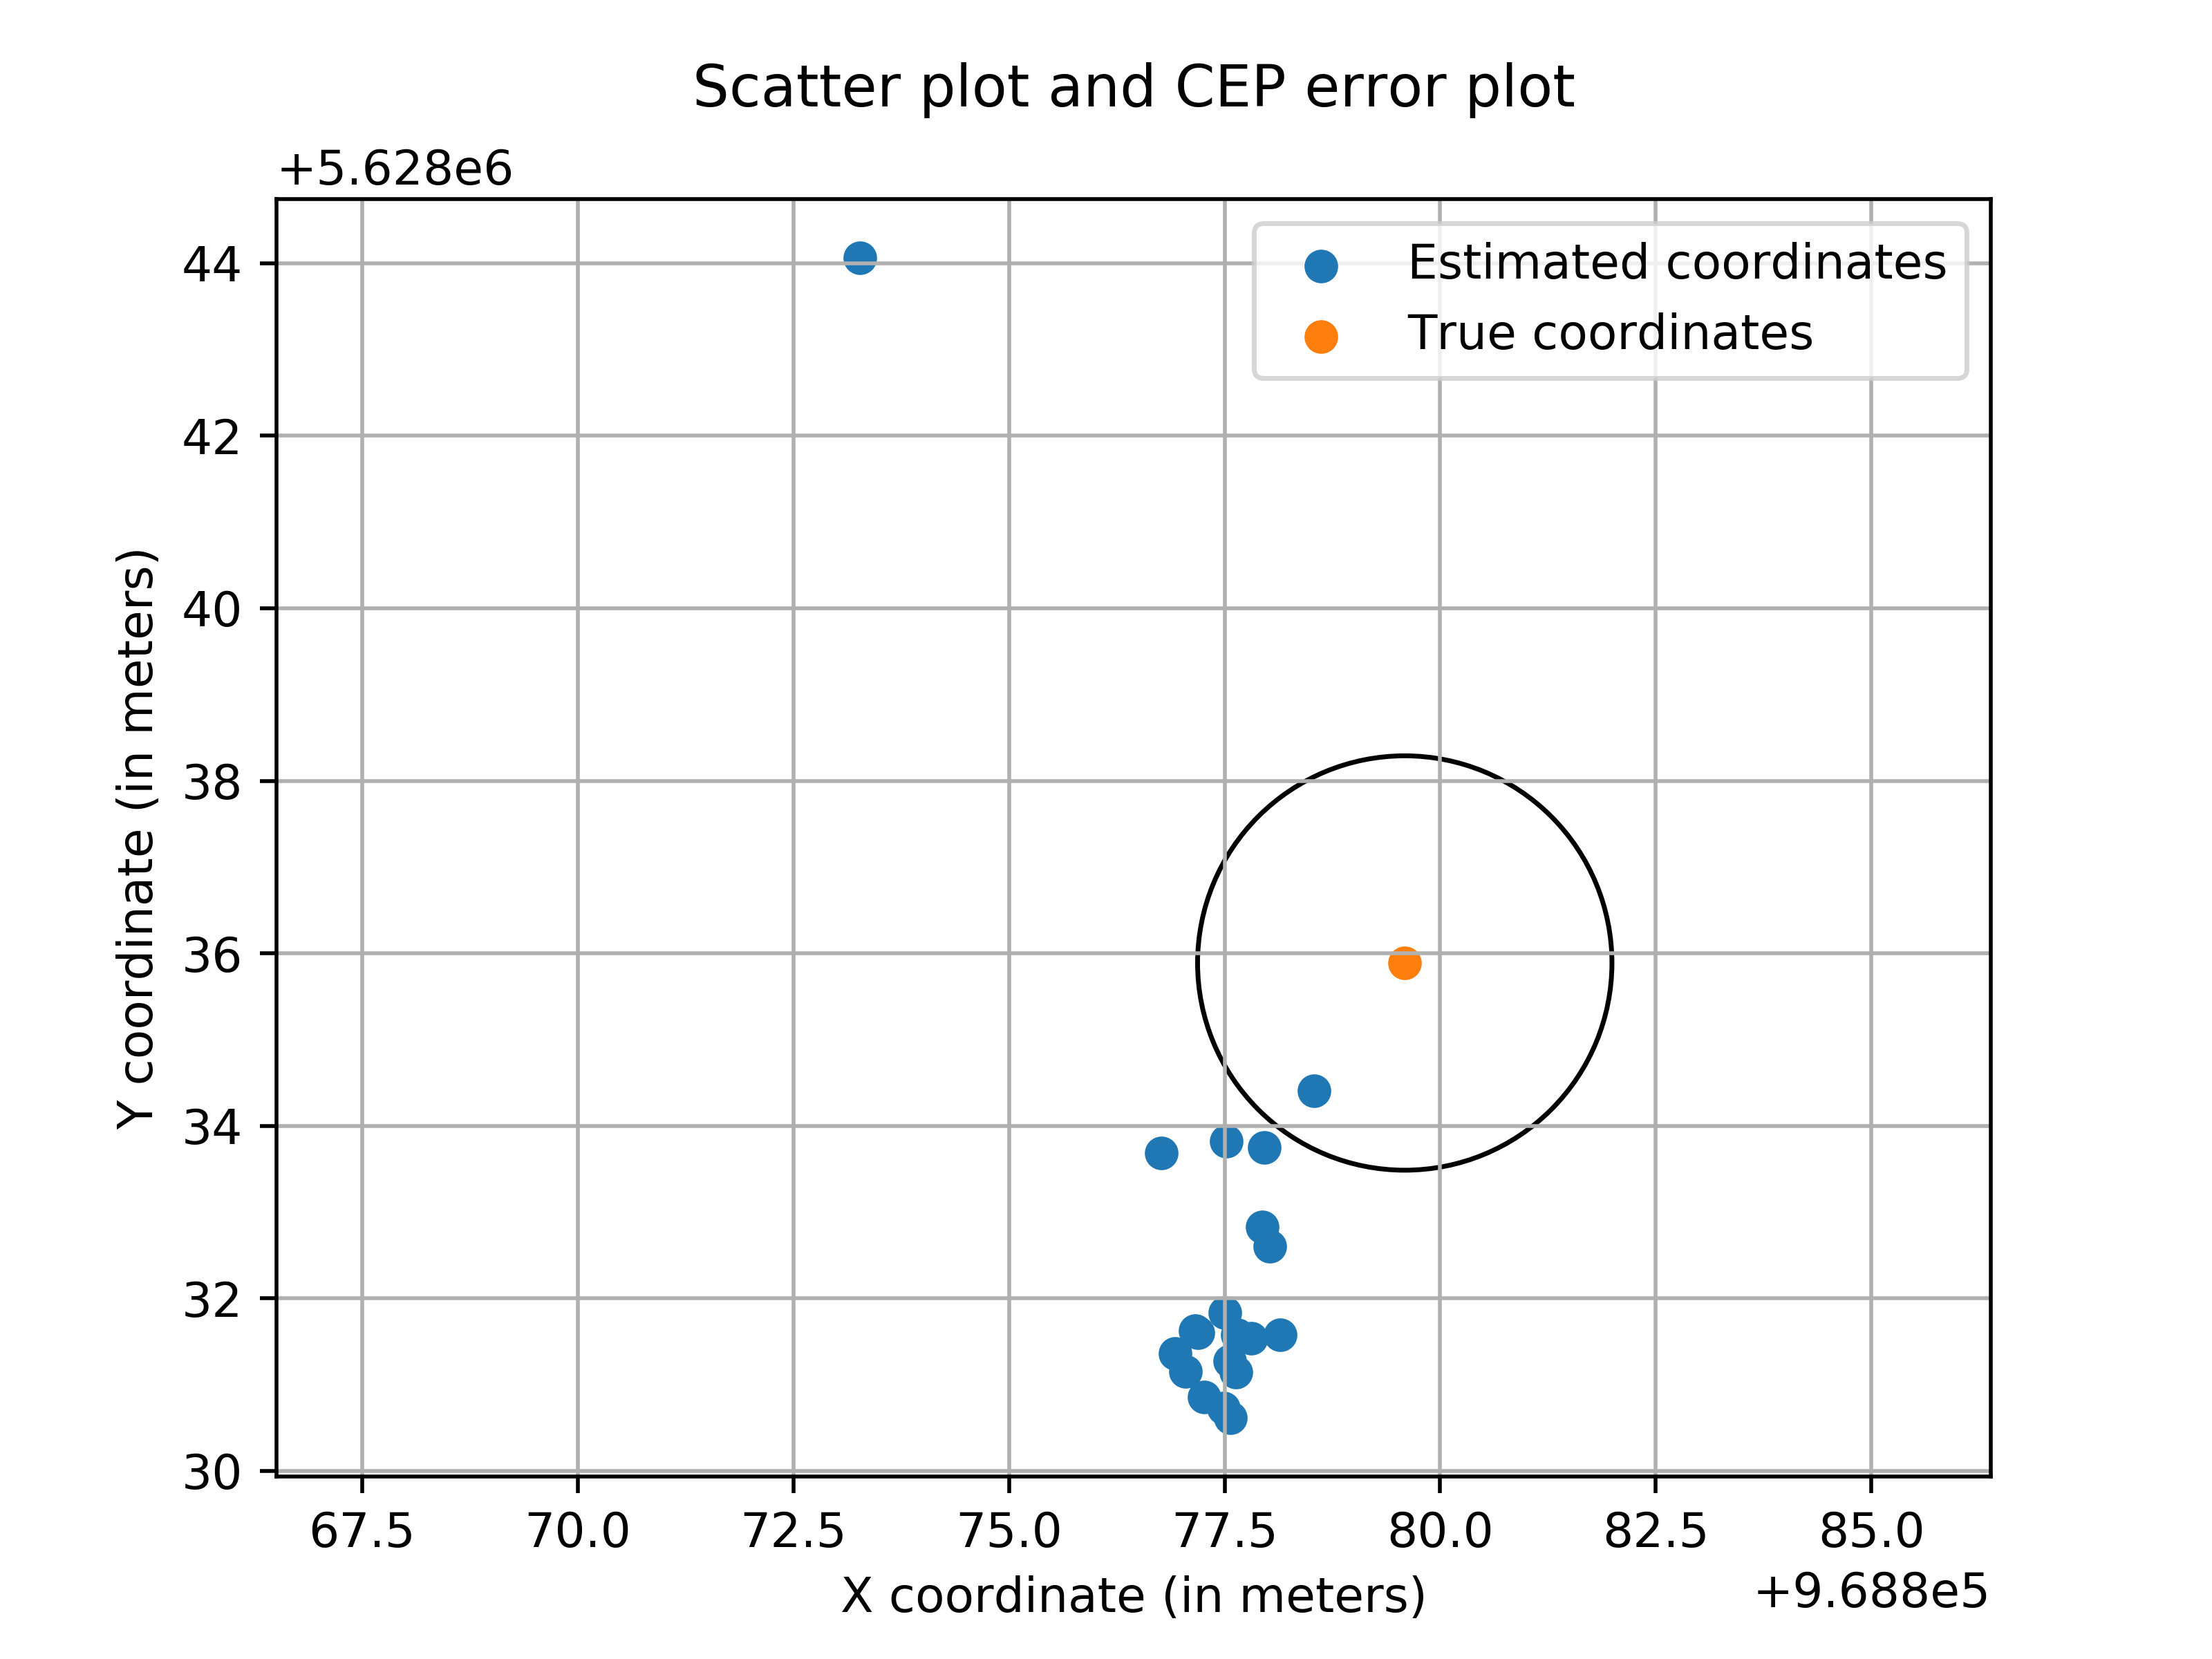 Scatter plot and CEP error plot
+5.628e6
Estimated coordinates
True coordinates
44
42
40
38
36
34
32
30
Y coordinate (in meters)
67.5 70.0 72.5 75.0 77.5 80.0 82.5 85.0
X coordinate (in meters)
+9.688e5